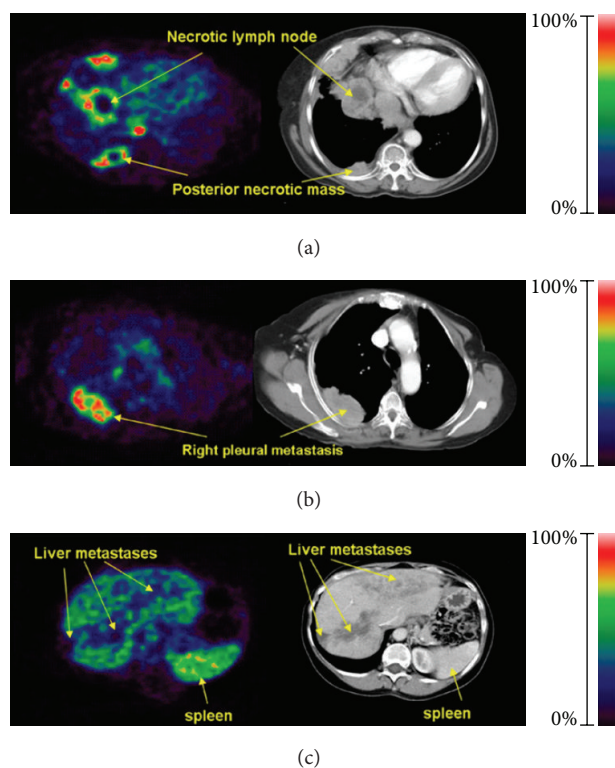 100%
Necrotic lymph node
Posterior necrotic mass
0%
(a)
100%
Right pleural metastasis
0%
(b)
100%
Liver metastases
Liver metastases
spleen
spleen
0%
(c)